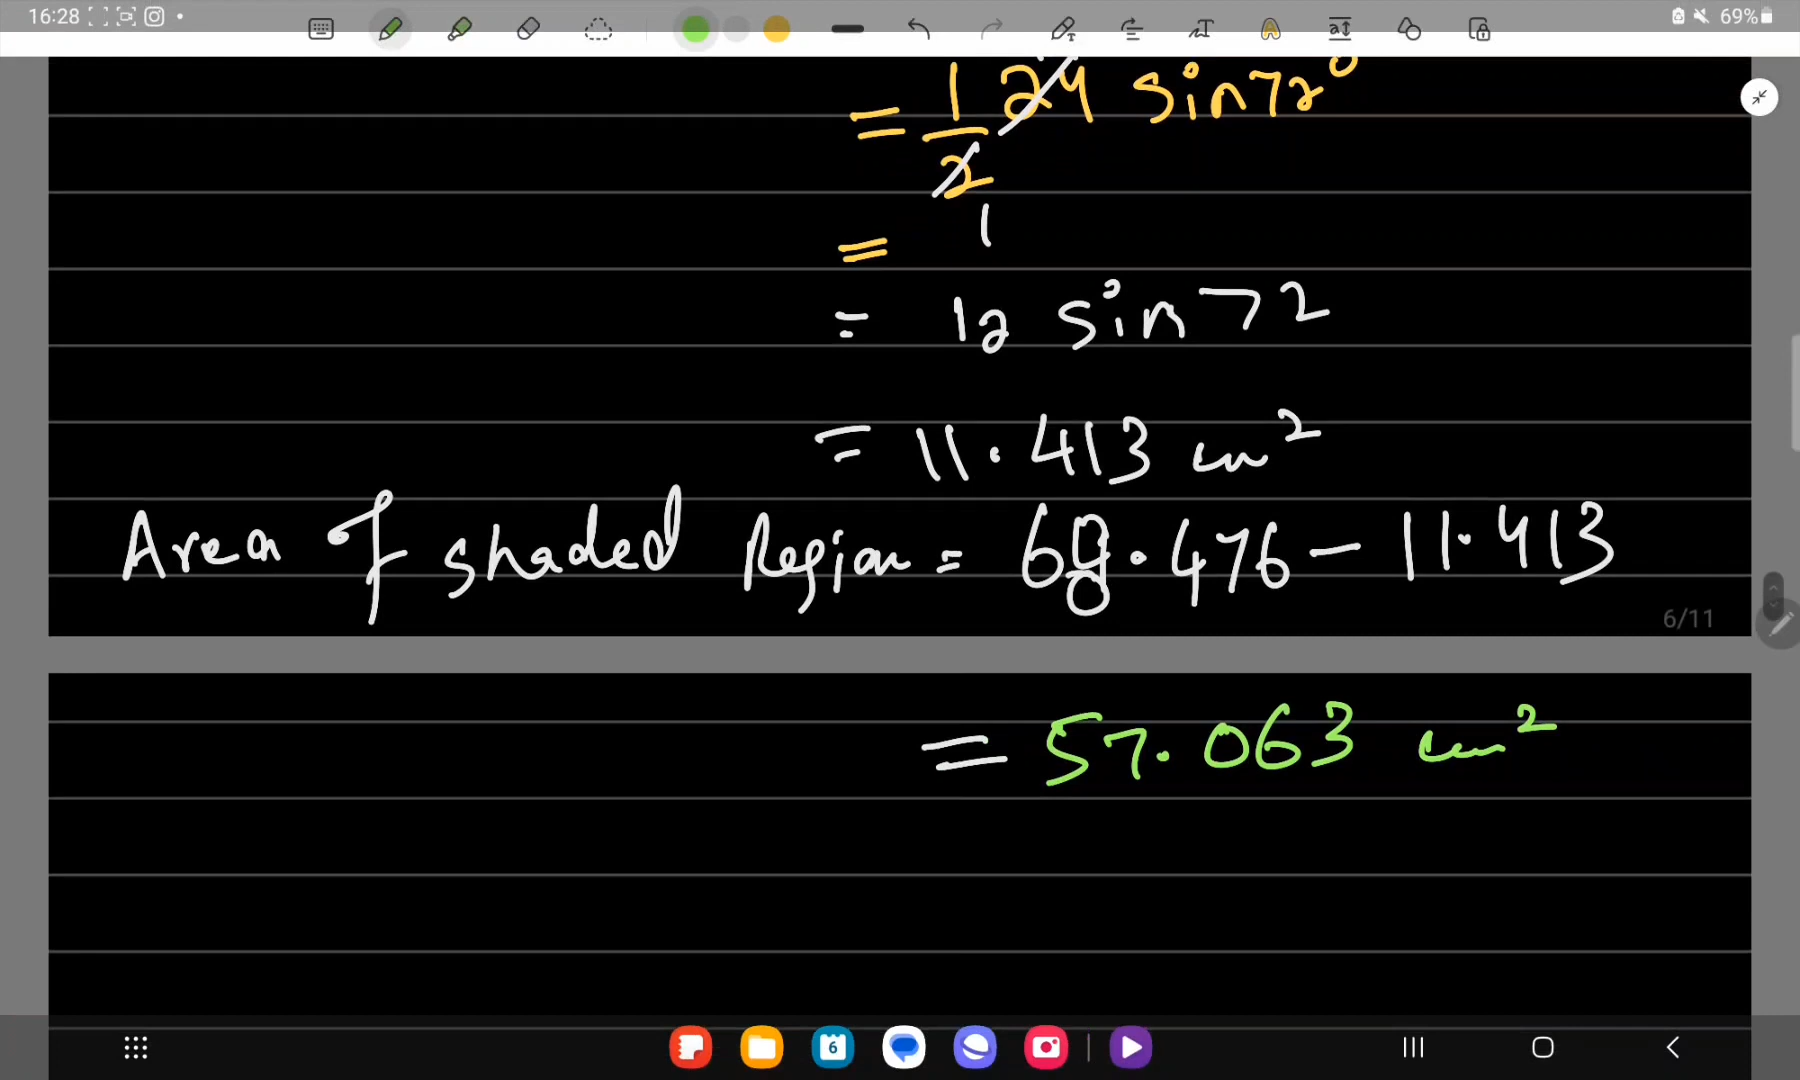 16:28
69%
= 1/2 24 sin72°
1
=
= 12 sin72
= 11.413 cm²
Area of shaded Region = 68.476 - 11.413
6/11
= 57.063 cm²
6